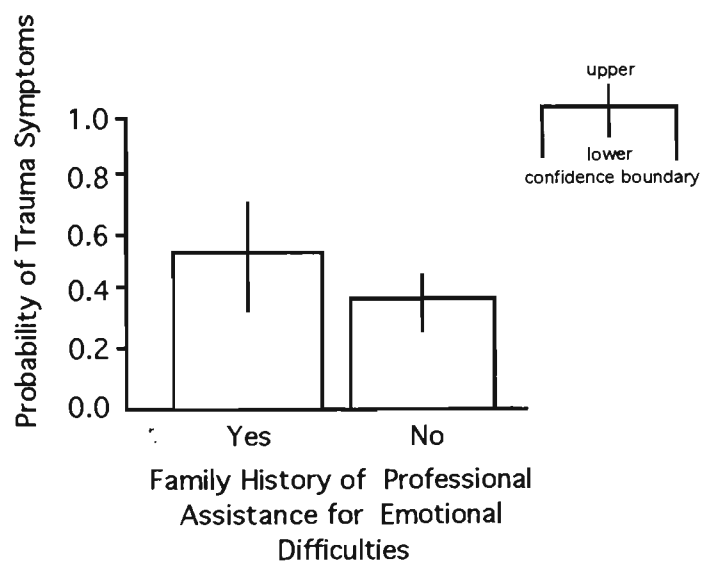 Probability of Trauma Symptoms
upper
lower
confidence boundary
1.0
0.8
0.6
0.4
0.2
0.0
Yes
No
Family History of Professional
Assistance for Emotional
Difficulties